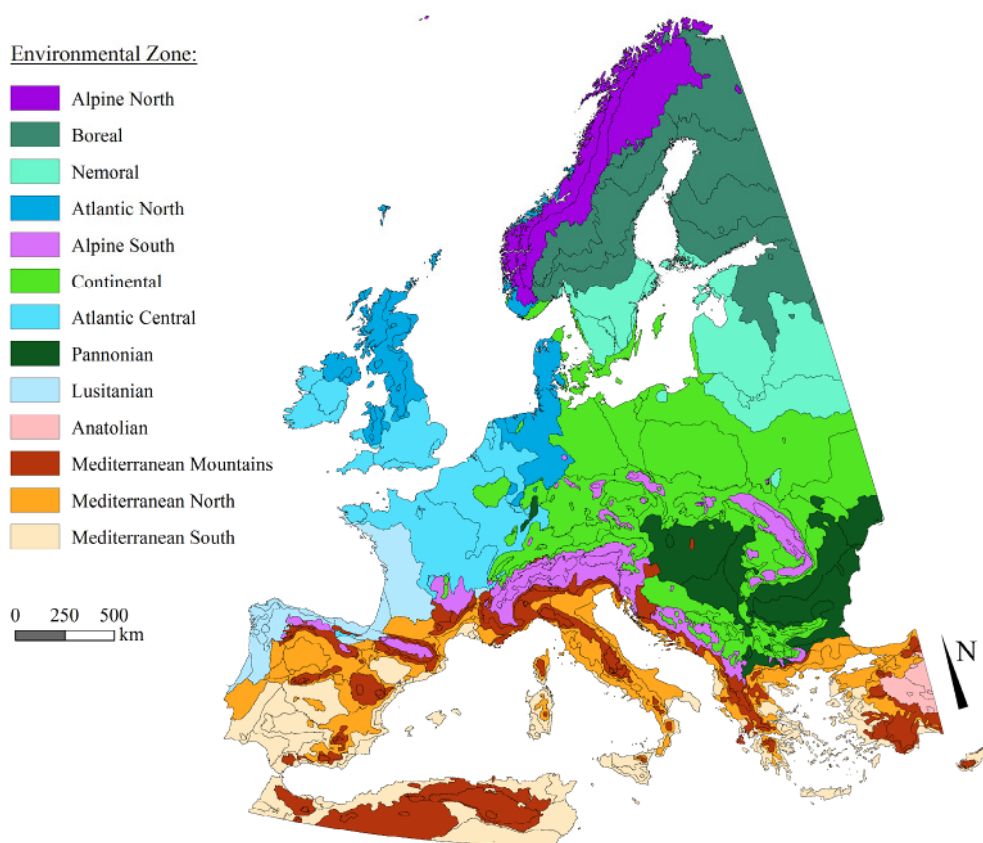 Environmental Zone:
Alpine North
Boreal
Nemoral
Atlantic North
Alpine South
Continental
Atlantic Central
Pannonian
Lusitanian
Anatolian
Mediterranean Mountains
Mediterranean North
Mediterranean South
0 250 500
km
N